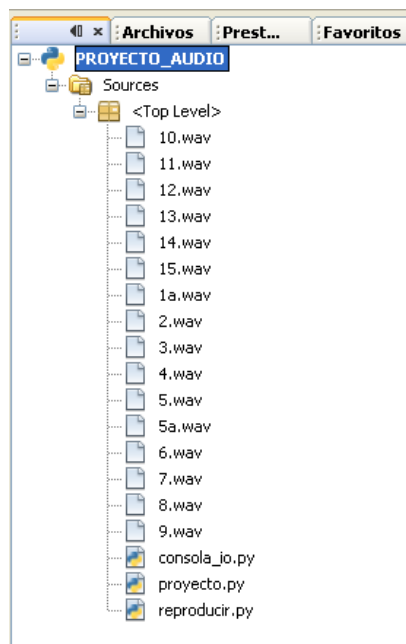 Archivos Prest... Favoritos
PROYECTO_AUDIO
Sources
<Top Level>
10.wav
11.wav
12.wav
13.wav
14.wav
15.wav
1a.wav
2.wav
3.wav
4.wav
5.wav
5a.wav
6.wav
7.wav
8.wav
9.wav
consola_io.py
proyecto.py
reproducir.py